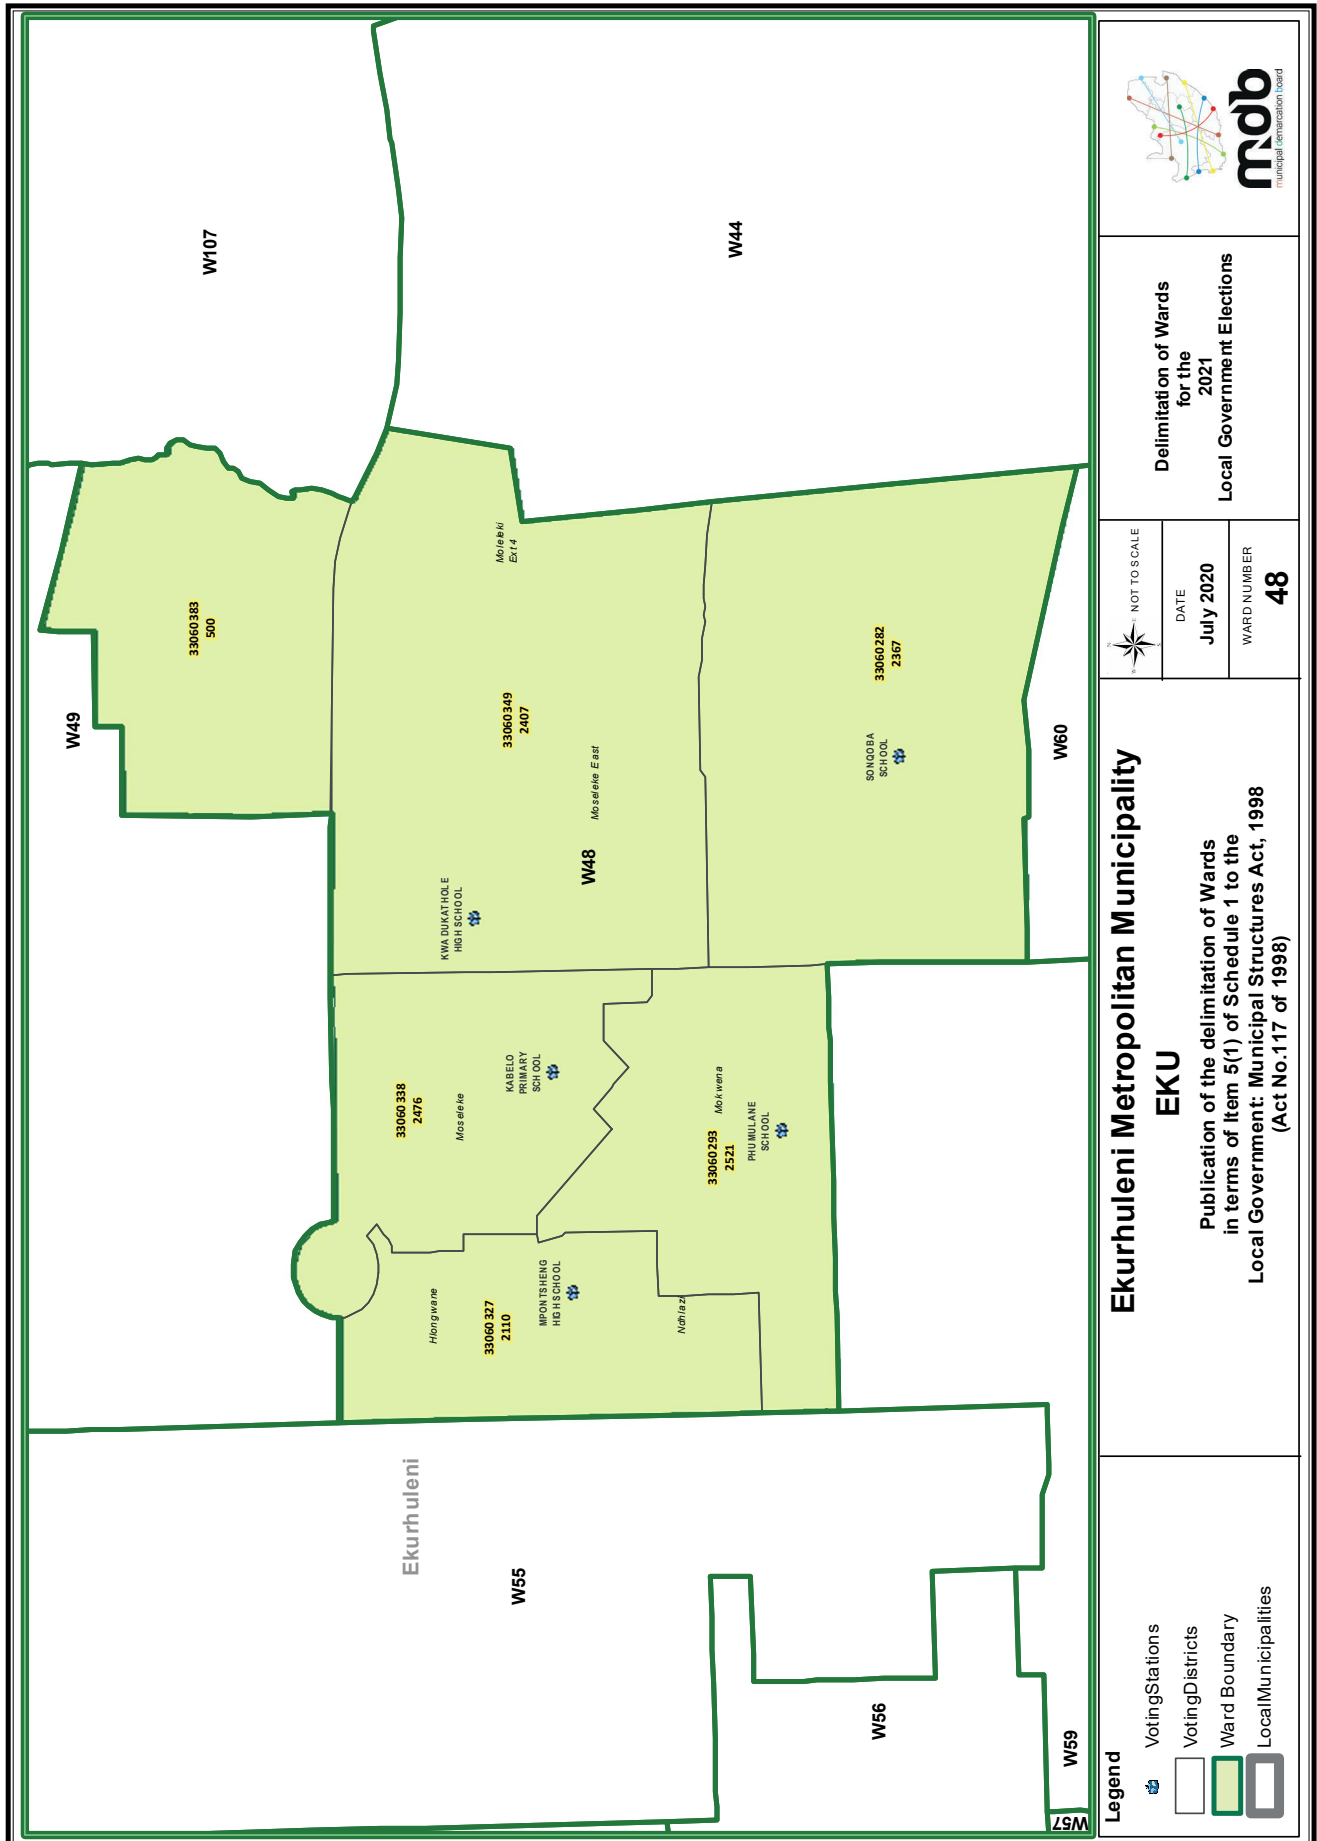 W107
W44
W49
33060383
500
Moleleki
Ext 4
33060349
2407
Moseleke East
W48
KWADUKATHOLE
HIGH SCHOOL
33060282
2367
SONQOBA
SCHOOL
W60
33060338
2476
Moseleke
KABELO
PRIMARY
SCHOOL
Mokwena
33060293
2521
PHUMULANE
SCHOOL
Hlongwane
33060327
2110
MPONTSHENG
HIGH SCHOOL
Ndhlazi
Ekurhuleni
W55
W56
W59
W57
Legend
VotingStations
VotingDistricts
Ward Boundary
LocalMunicipalities
Ekurhuleni Metropolitan Municipality
EKU
Publication of the delimitation of Wards
in terms of Item 5(1) of Schedule 1 to the
Local Government: Municipal Structures Act, 1998
(Act No.117 of 1998)
N
W
E
S
NOT TO SCALE
DATE
July 2020
WARD NUMBER
48
Delimitation of Wards
for the
2021
Local Government Elections
mdb
municipal demarcation board